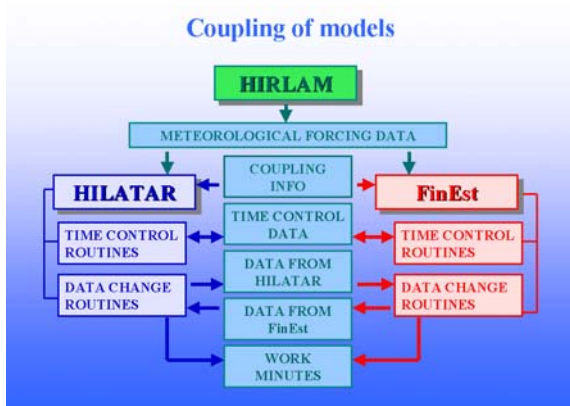 Coupling of models
HIRLAM
METEOROLOGICAL FORCING DATA
HILATAR
COUPLING
INFO
FinEst
TIME CONTROL
ROUTINES
TIME CONTROL
DATA
TIME CONTROL
ROUTINES
DATA CHANGE
ROUTINES
DATA FROM
HILATAR
DATA CHANGE
ROUTINES
DATA FROM
FinEst
WORK
MINUTES